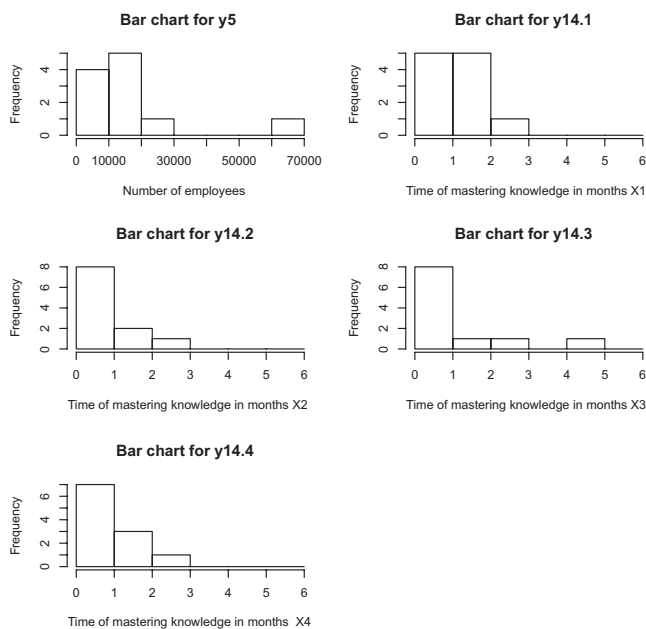 Bar chart for y5
Frequency
0 2 4
0 10000 30000 50000 70000
Number of employees
Bar chart for y14.1
Frequency
0 2 4
0 1 2 3 4 5 6
Time of mastering knowledge in months X1
Bar chart for y14.2
Frequency
0 2 4 6 8
0 1 2 3 4 5 6
Time of mastering knowledge in months X2
Bar chart for y14.3
Frequency
0 2 4 6 8
0 1 2 3 4 5 6
Time of mastering knowledge in months X3
Bar chart for y14.4
Frequency
0 2 4 6
0 1 2 3 4 5 6
Time of mastering knowledge in months X4